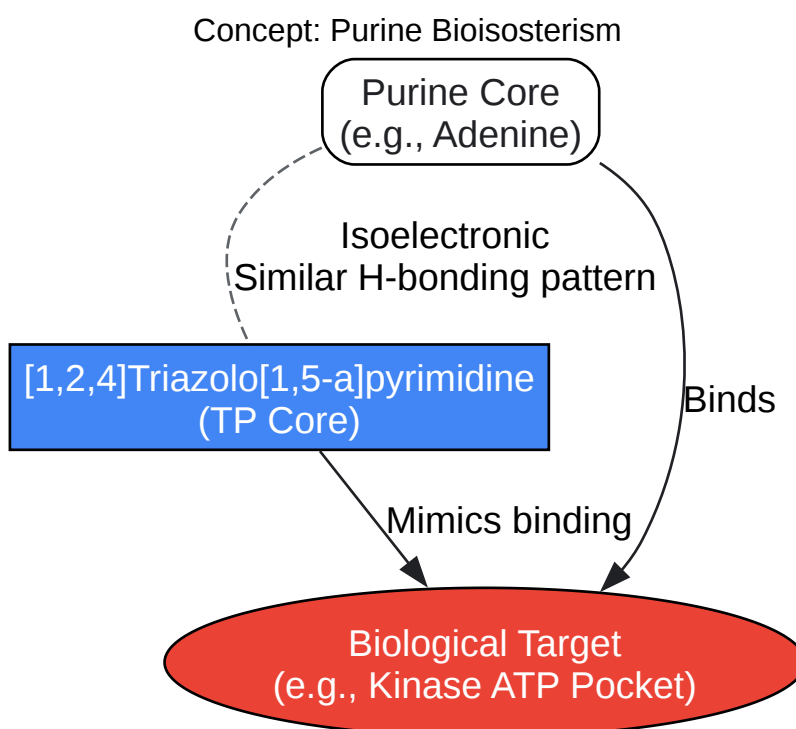 Concept: Purine Bioisosterism
Purine Core
(e.g., Adenine)
Isoelectronic
Similar H-bonding pattern
[1,2,4]Triazolo[1,5-a]pyrimidine
(TP Core)
Binds
Mimics binding
Biological Target
(e.g., Kinase ATP Pocket)